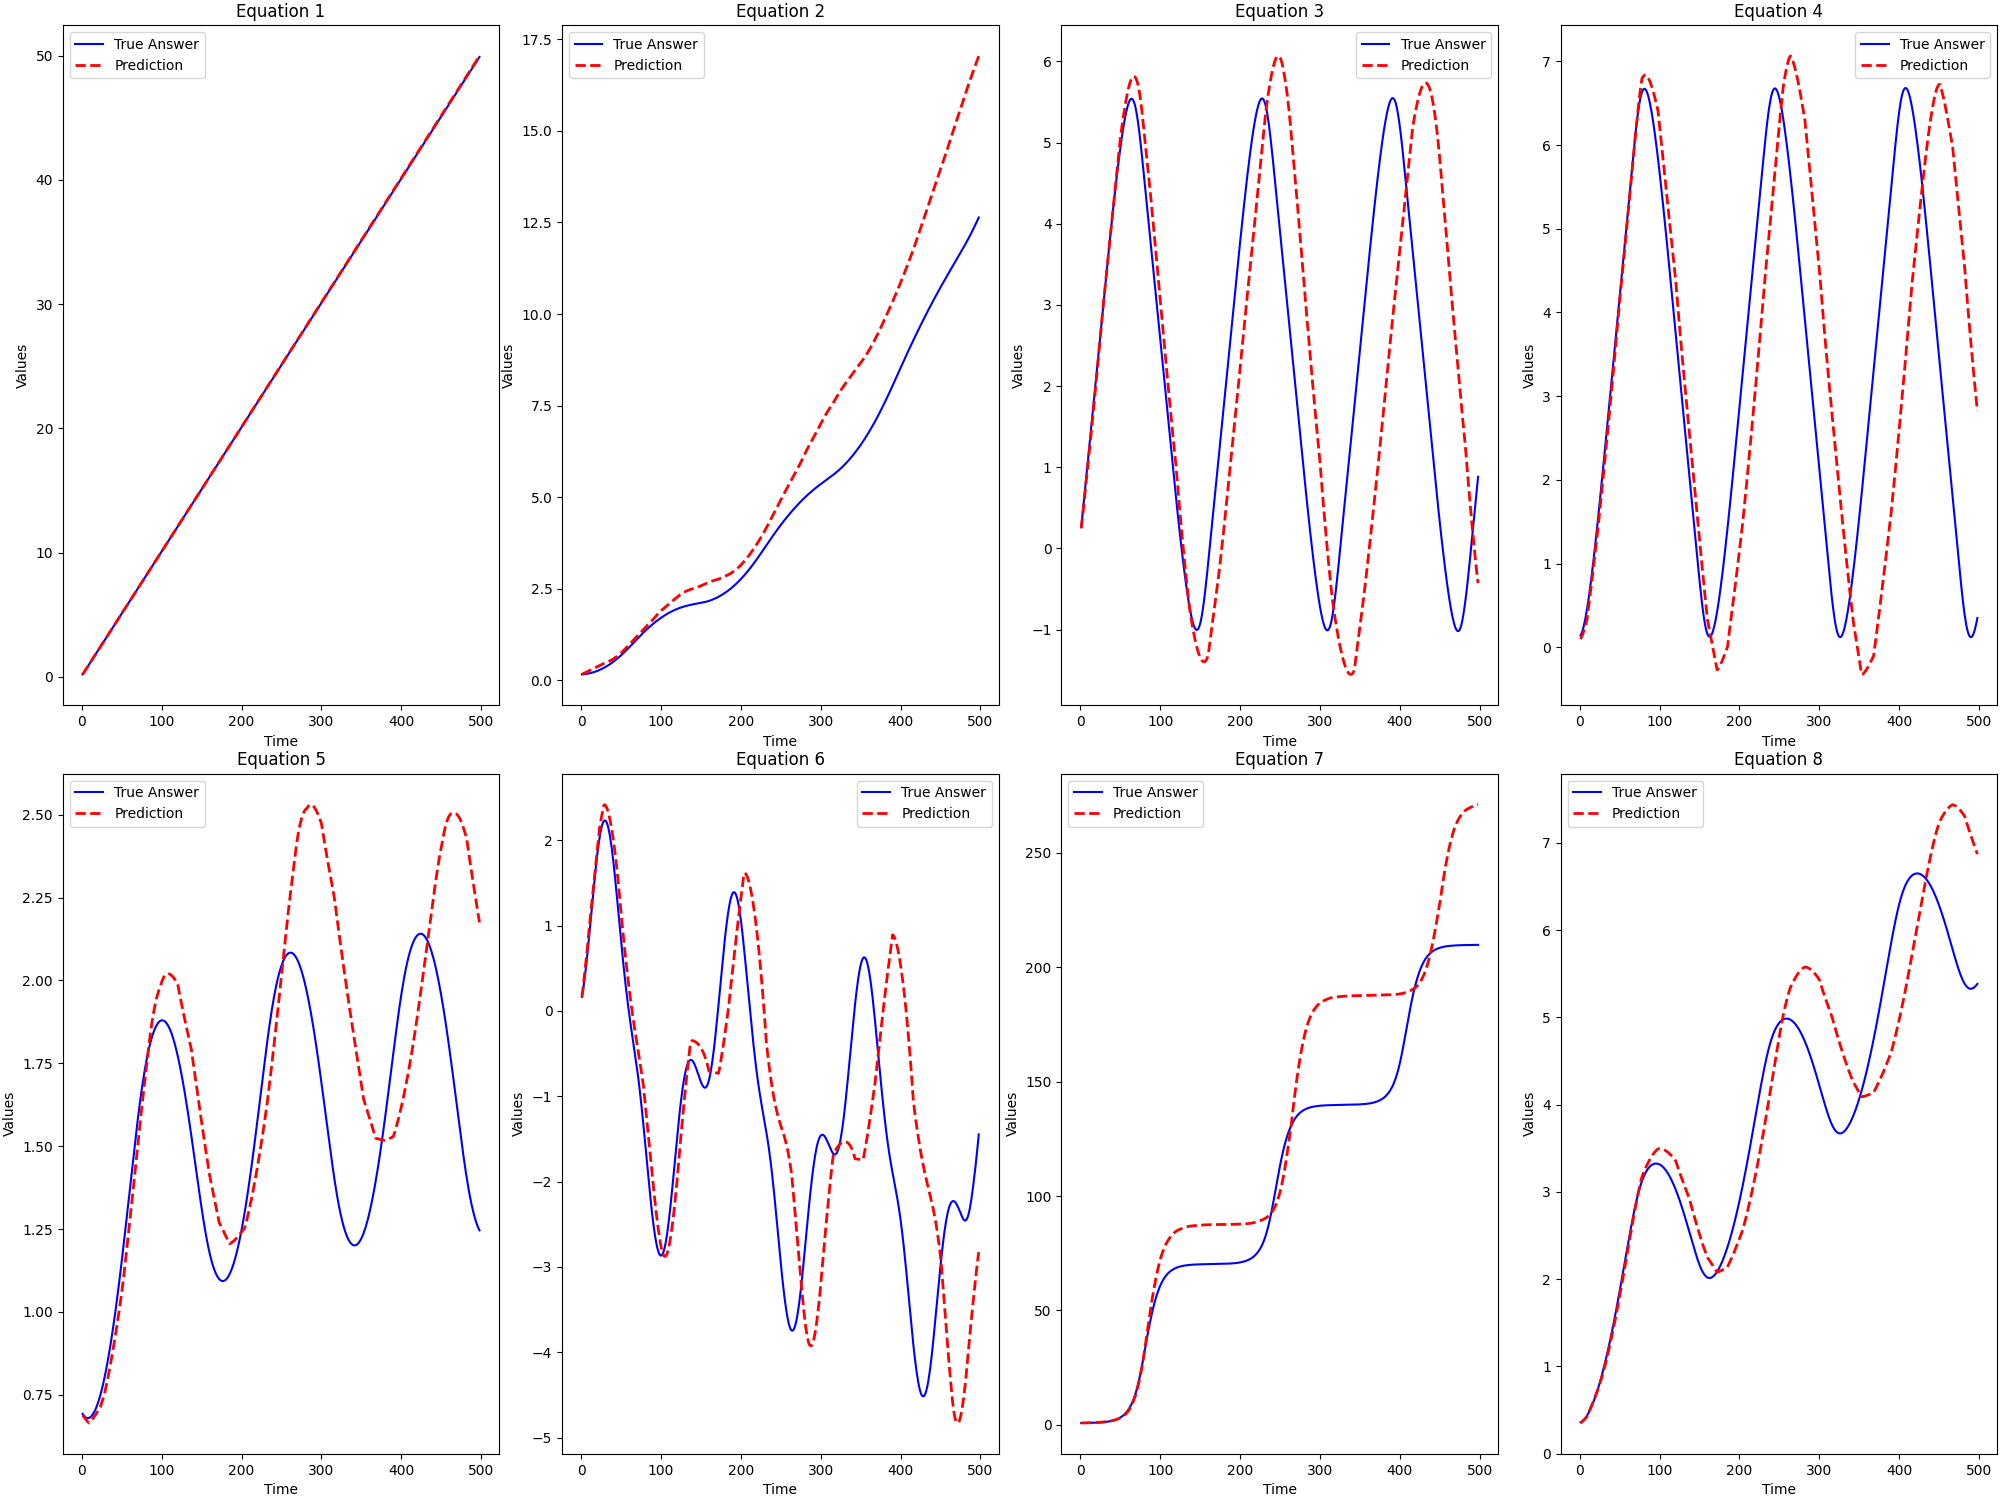 Equation 1
True Answer
Prediction
50
40
30
20
10
0
Values
0 100 200 300 400 500
Time
Equation 2
True Answer
Prediction
17.5
15.0
12.5
10.0
7.5
5.0
2.5
0.0
Values
0 100 200 300 400 500
Time
Equation 3
True Answer
Prediction
6
5
4
3
2
1
0
−1
Values
0 100 200 300 400 500
Time
Equation 4
True Answer
Prediction
7
6
5
4
3
2
1
0
Values
0 100 200 300 400 500
Time
Equation 5
True Answer
Prediction
2.50
2.25
2.00
1.75
1.50
1.25
1.00
0.75
Values
0 100 200 300 400 500
Time
Equation 6
True Answer
Prediction
2
1
0
−1
−2
−3
−4
−5
Values
0 100 200 300 400 500
Time
Equation 7
True Answer
Prediction
250
200
150
100
50
0
Values
0 100 200 300 400 500
Time
Equation 8
True Answer
Prediction
7
6
5
4
3
2
1
0
Values
0 100 200 300 400 500
Time